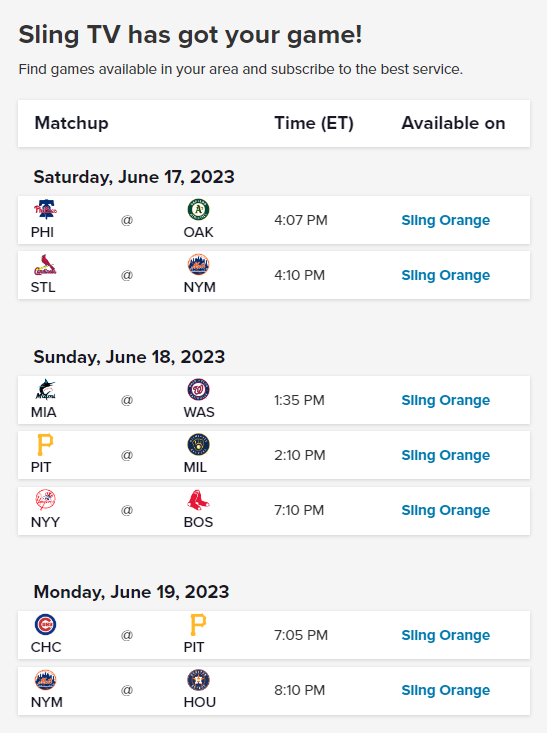 Sling TV has got your game!
Find games available in your area and subscribe to the best service.
Matchup Time (ET) Available on
Saturday, June 17, 2023
PHI @ OAK 4:07 PM Sling Orange
STL @ NYM 4:10 PM Sling Orange
Sunday, June 18, 2023
MIA @ WAS 1:35 PM Sling Orange
PIT @ MIL 2:10 PM Sling Orange
NYY @ BOS 7:10 PM Sling Orange
Monday, June 19, 2023
CHC @ PIT 7:05 PM Sling Orange
NYM @ HOU 8:10 PM Sling Orange